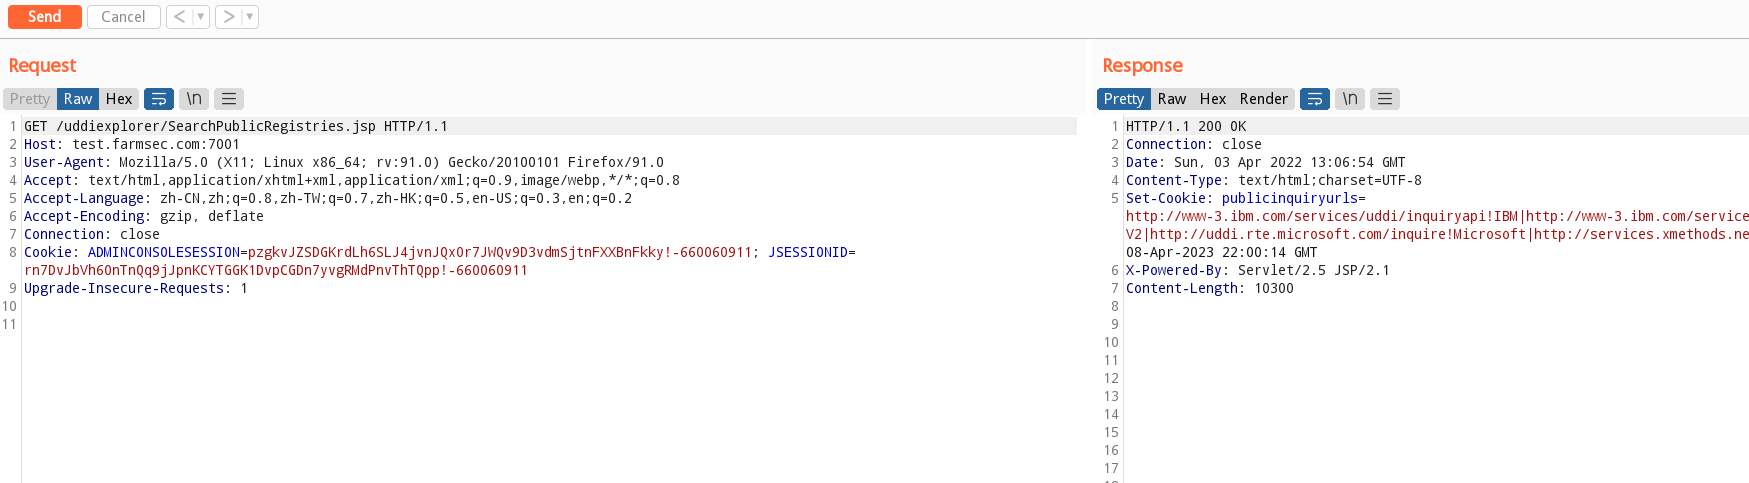 Send Cancel < ▼ > ▼
Request
Pretty Raw Hex \n
1 GET /uddiexplorer/SearchPublicRegistries.jsp HTTP/1.1
2 Host: test.farmsec.com:7001
3 User-Agent: Mozilla/5.0 (X11; Linux x86_64; rv:91.0) Gecko/20100101 Firefox/91.0
4 Accept: text/html,application/xhtml+xml,application/xml;q=0.9,image/webp,*/*;q=0.8
5 Accept-Language: zh-CN,zh;q=0.8,zh-TW;q=0.7,zh-HK;q=0.5,en-US;q=0.3,en;q=0.2
6 Accept-Encoding: gzip, deflate
7 Connection: close
8 Cookie: ADMINCONSOLESESSION=pzgkvJZSDGKrdLh6SLJ4jvnJQxOr7JWQv9D3vdmSjtnFXXBnFkky!-660060911; JSESSIONID=
rn7DvJbVh6OnTnQq9jJpnKCYTGGK1DvpCGDn7yvgRMdPnvThTQpp!-660060911
9 Upgrade-Insecure-Requests: 1
10
11
Response
Pretty Raw Hex Render \n
1 HTTP/1.1 200 OK
2 Connection: close
3 Date: Sun, 03 Apr 2022 13:06:54 GMT
4 Content-Type: text/html;charset=UTF-8
5 Set-Cookie: publicinquiryurls=
http://www-3.ibm.com/services/uddi/inquiryapi!IBM|http://www-3.ibm.com/service
V2|http://uddi.rte.microsoft.com/inquire!Microsoft|http://services.xmethods.ne
08-Apr-2023 22:00:14 GMT
6 X-Powered-By: Servlet/2.5 JSP/2.1
7 Content-Length: 10300
8
9
10
11
12
13
14
15
16
17